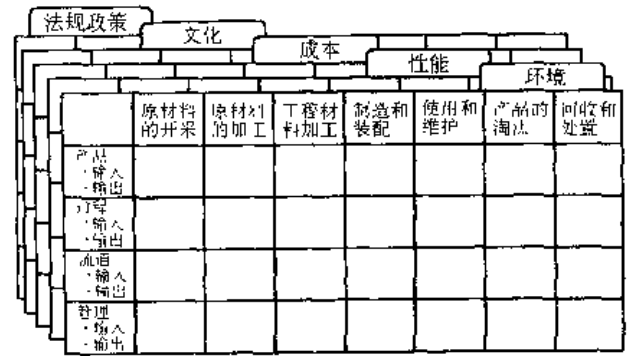 法规政策
文化
成本
性能
环境
原材料的开采
原材料的加工
工程材料加工
制造和装配
使用和维护
产品的淘汰
回收和处置
产品
·输入
·输出
过程
·输入
·输出
流通
·输入
·输出
管理
·输入
·输出